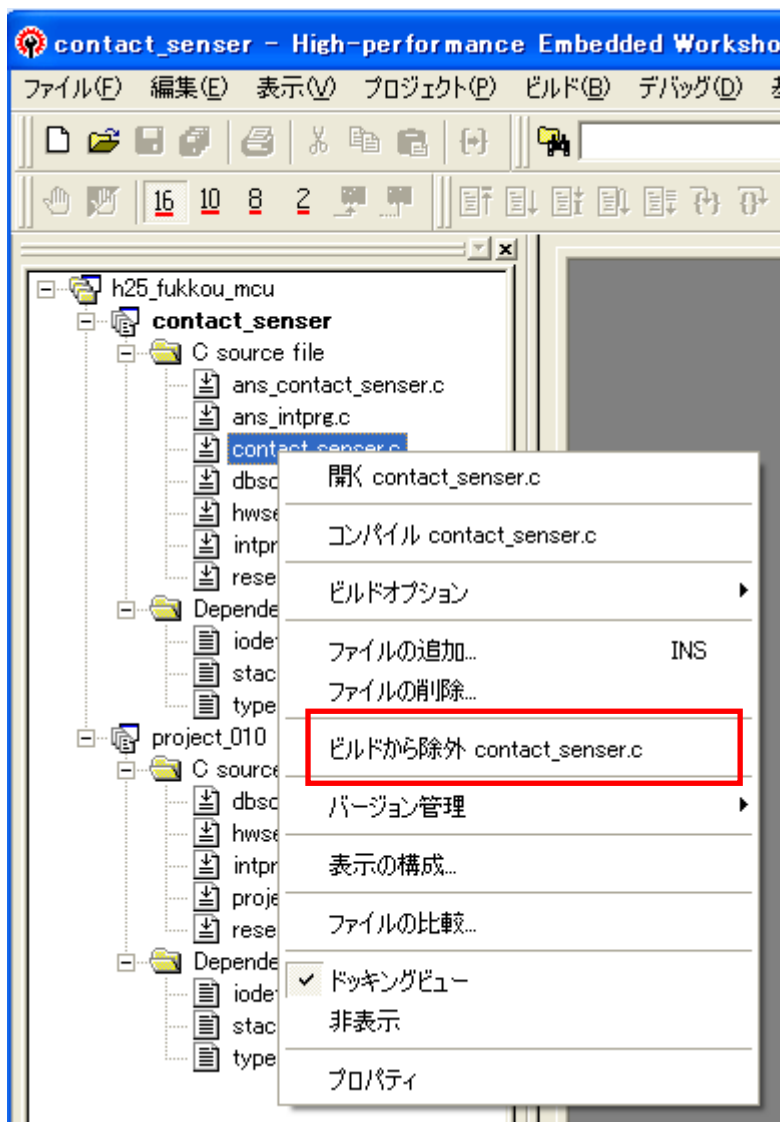 contact_senser - High-performance Embedded Worksho
ファイル(F) 編集(E) 表示(V) プロジェクト(P) ビルド(B) デバッグ(D)
16 10 8 2
h25_fukkou_mcu
contact_senser
C source file
ans_contact_senser.c
ans_intprg.c
contact_senser.c
dbsc
hwse
intpr
rese
Depende
iode
stac
type
project_010
C source
dbsc
hwse
intpr
proje
rese
Depende
iode
stac
type
開く contact_senser.c
コンパイル contact_senser.c
ビルドオプション
ファイルの追加... INS
ファイルの削除...
ビルドから除外 contact_senser.c
バージョン管理
表示の構成...
ファイルの比較...
ドッキングビュー
非表示
プロパティ